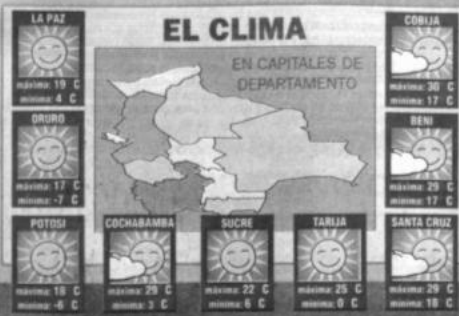 EL CLIMA
EN CAPITALES DE
DEPARTAMENTO
LA PAZ
máxima: 19 C
mínima: 4 C
ORURO
máxima: 17 C
mínima: -7 C
POTOSI
máxima: 18 C
mínima: -6 C
COCHABAMBA
máxima: 29 C
mínima: 3 C
SUCRE
máxima: 22 C
mínima: 6 C
TARIJA
máxima: 25 C
mínima: 0 C
COBIJA
máxima: 30 C
mínima: 17 C
BENI
máxima: 29 C
mínima: 17 C
SANTA CRUZ
máxima: 29 C
mínima: 18 C